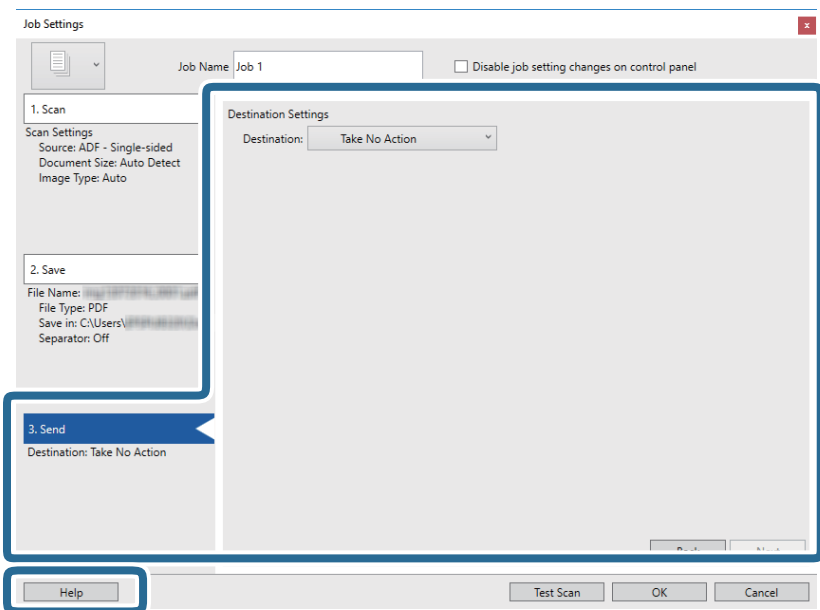 Job Settings
x
Job Name Job 1
Disable job setting changes on control panel
1. Scan
Scan Settings
Source: ADF - Single-sided
Document Size: Auto Detect
Image Type: Auto
2. Save
File Name:
File Type: PDF
Save in: C:\Users\
Separator: Off
3. Send
Destination: Take No Action
Destination Settings
Destination: Take No Action
Help
Test Scan
OK
Cancel